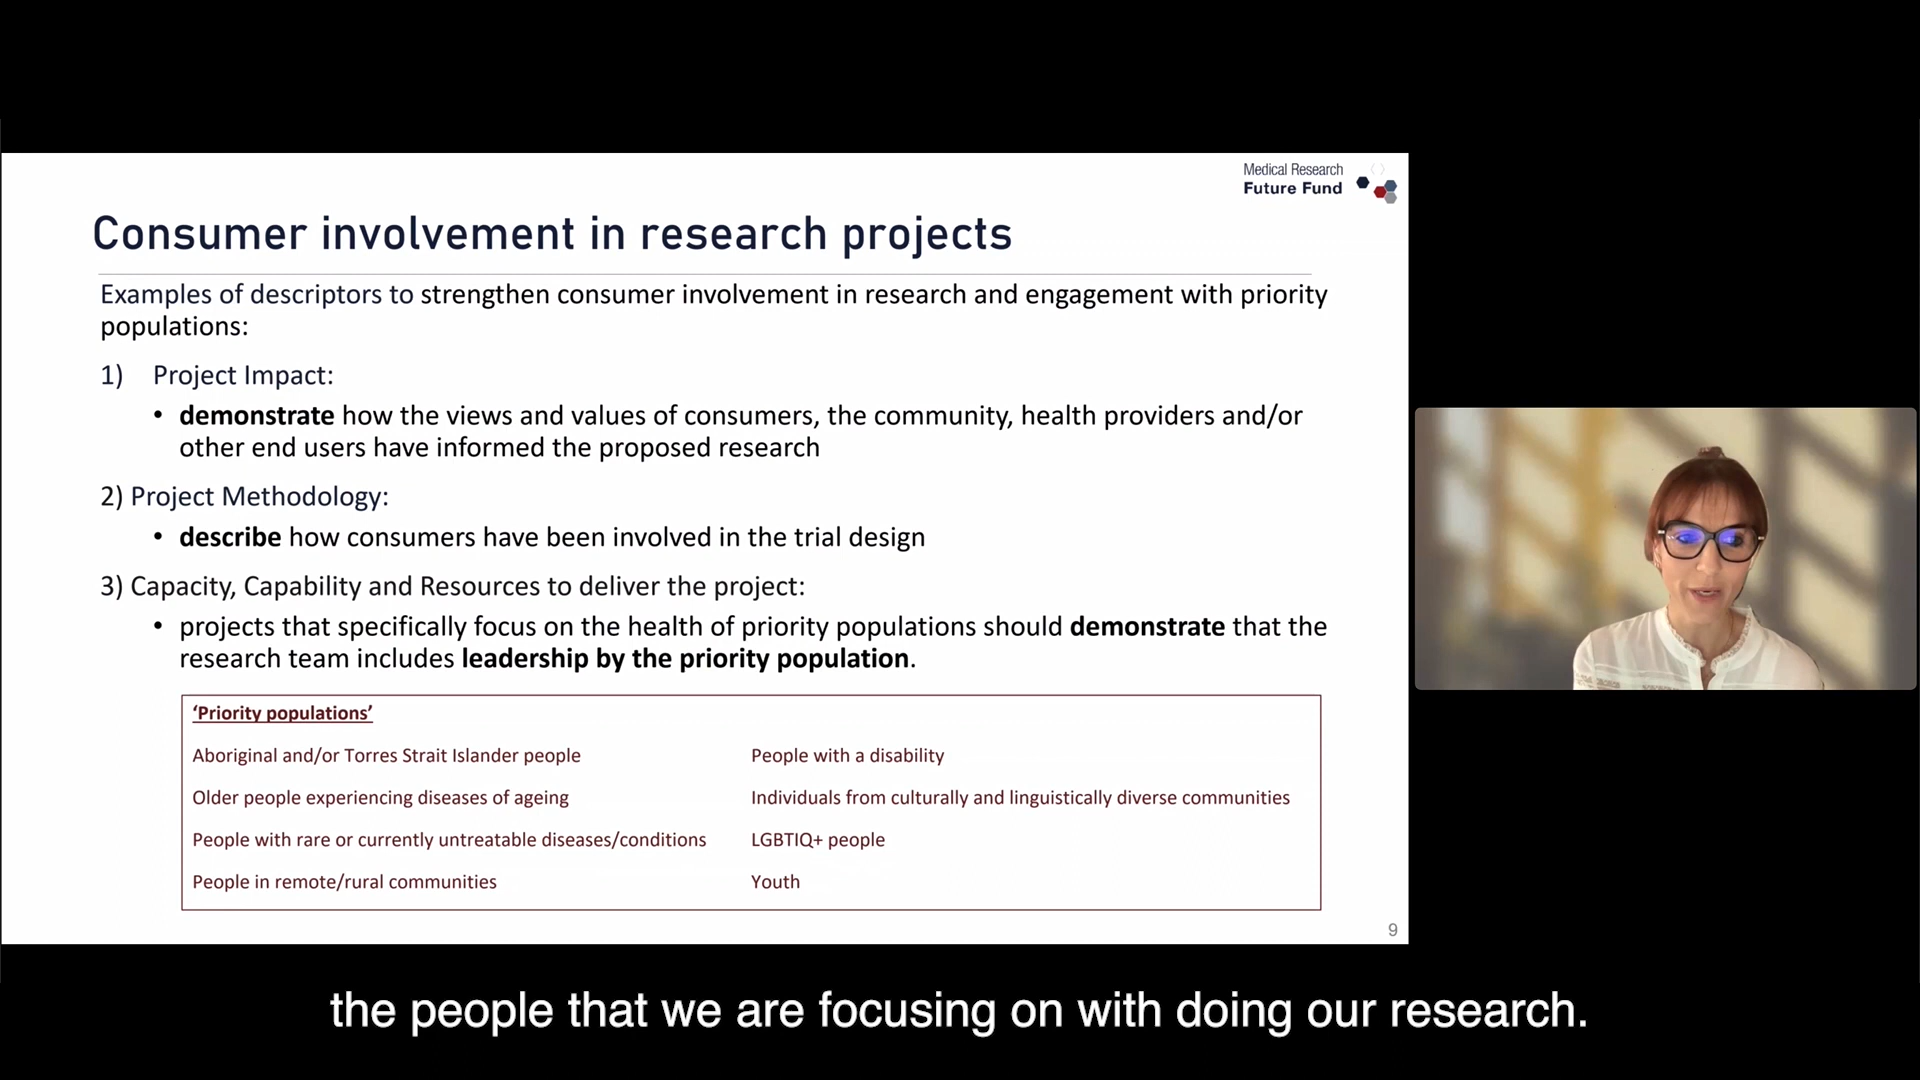 Medical Research
Future Fund
Consumer involvement in research projects
Examples of descriptors to strengthen consumer involvement in research and engagement with priority
populations:
1) Project Impact:
• demonstrate how the views and values of consumers, the community, health providers and/or
other end users have informed the proposed research
2) Project Methodology:
• describe how consumers have been involved in the trial design
3) Capacity, Capability and Resources to deliver the project:
• projects that specifically focus on the health of priority populations should demonstrate that the
research team includes leadership by the priority population.
‘Priority populations’
Aboriginal and/or Torres Strait Islander people
People with a disability
Older people experiencing diseases of ageing
Individuals from culturally and linguistically diverse communities
People with rare or currently untreatable diseases/conditions
LGBTIQ+ people
People in remote/rural communities
Youth
9
the people that we are focusing on with doing our research.